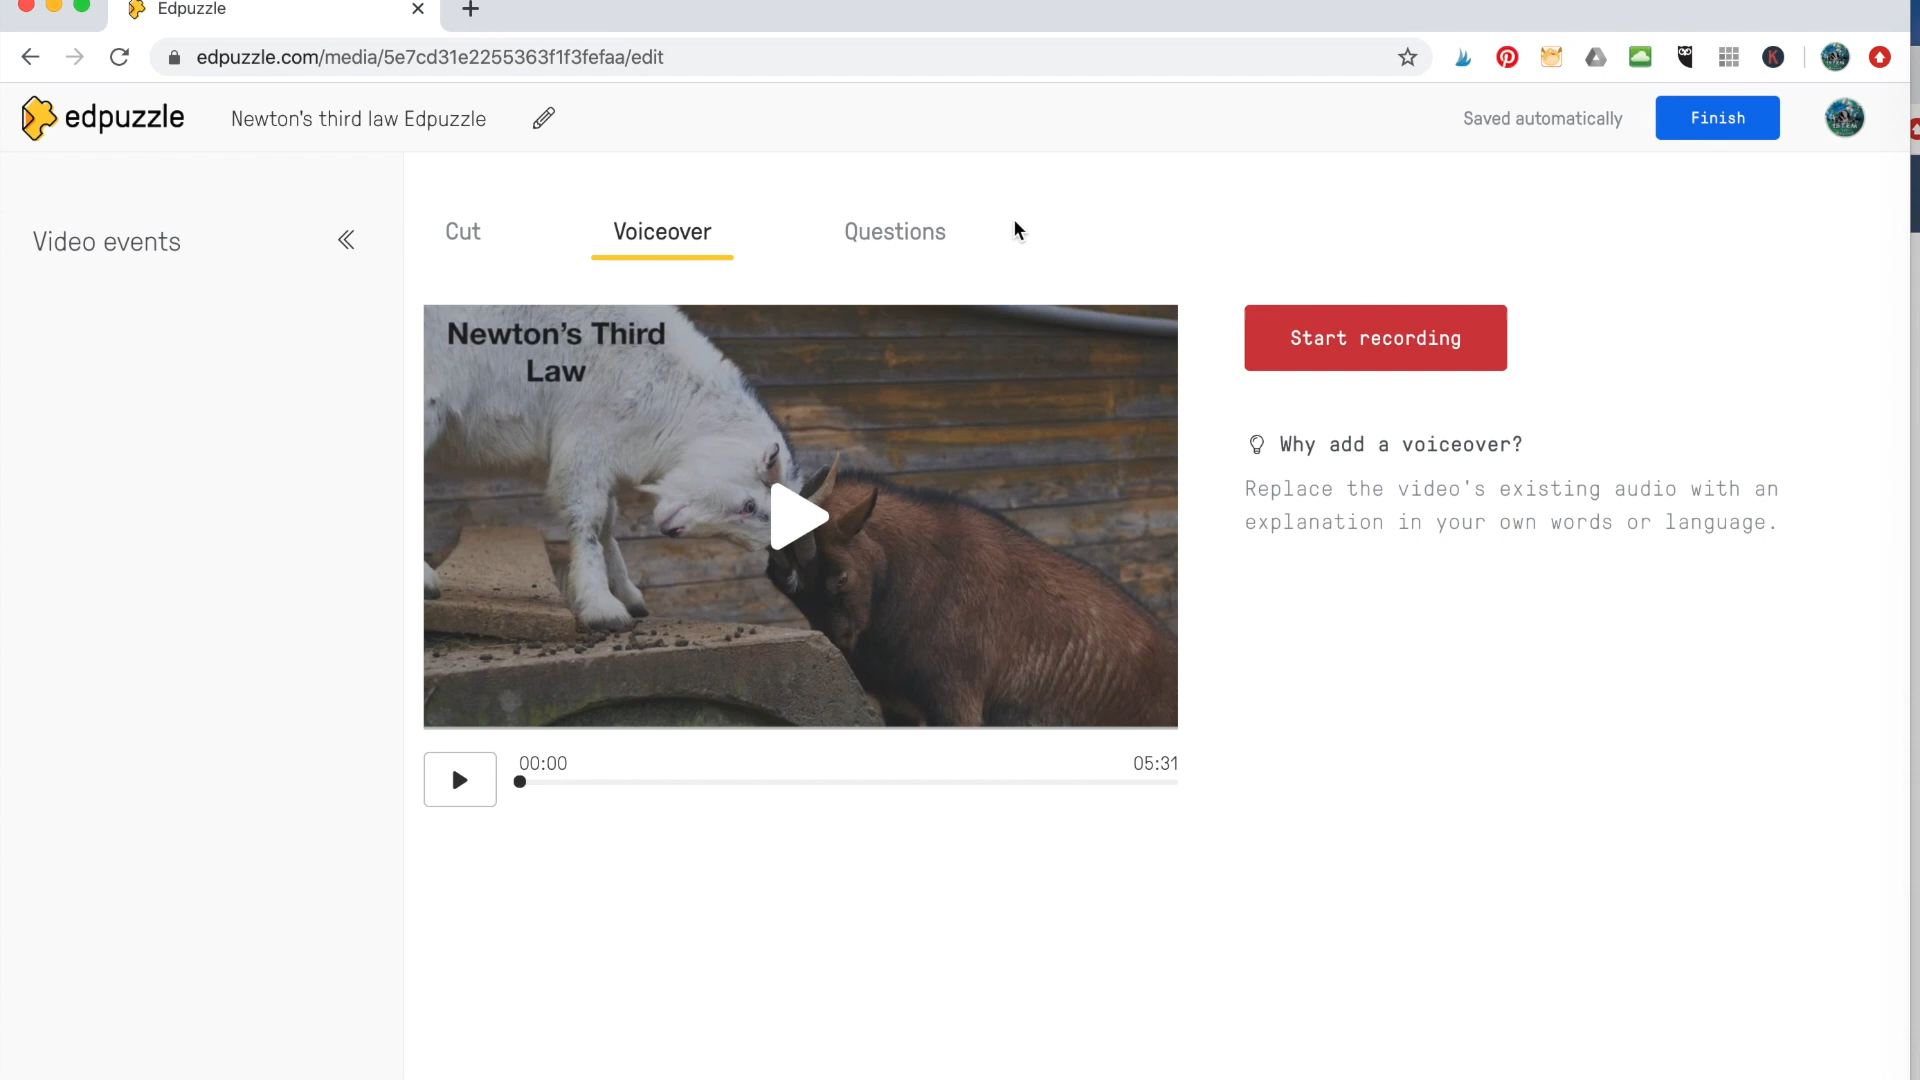 Edpuzzle
edpuzzle.com/media/5e7cd31e2255363f1f3fefaa/edit
K
edpuzzle
Newton's third law Edpuzzle
Saved automatically
Finish
Video events
Cut
Voiceover
Questions
Newton's Third
Law
Start recording
Why add a voiceover?
Replace the video's existing audio with an
explanation in your own words or language.
00:00
05:31